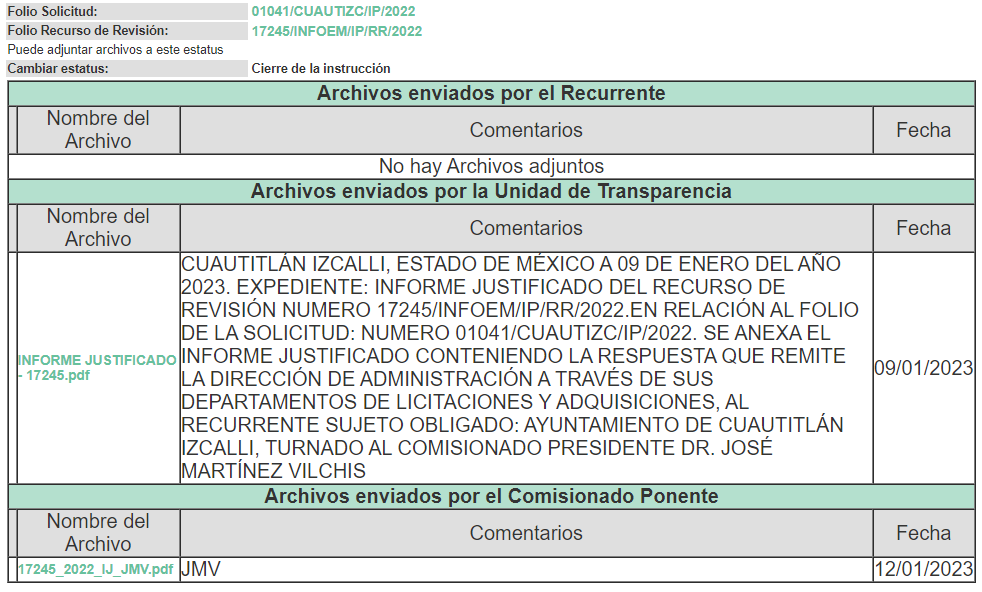 Folio Solicitud: 01041/CUAUTIZC/IP/2022
Folio Recurso de Revisión: 17245/INFOEM/IP/RR/2022
Puede adjuntar archivos a este estatus
Cambiar estatus: Cierre de la instrucción
Archivos enviados por el Recurrente
Nombre del
Archivo
Comentarios
Fecha
No hay Archivos adjuntos
Archivos enviados por la Unidad de Transparencia
Nombre del
Archivo
Comentarios
Fecha
INFORME JUSTIFICADO
- 17245.pdf
CUAUTITLÁN IZCALLI, ESTADO DE MÉXICO A 09 DE ENERO DEL AÑO
2023. EXPEDIENTE: INFORME JUSTIFICADO DEL RECURSO DE
REVISIÓN NUMERO 17245/INFOEM/IP/RR/2022.EN RELACIÓN AL FOLIO
DE LA SOLICITUD: NUMERO 01041/CUAUTIZC/IP/2022. SE ANEXA EL
INFORME JUSTIFICADO CONTENIENDO LA RESPUESTA QUE REMITE
LA DIRECCIÓN DE ADMINISTRACIÓN A TRAVÉS DE SUS
DEPARTAMENTOS DE LICITACIONES Y ADQUISICIONES, AL
RECURRENTE SUJETO OBLIGADO: AYUNTAMIENTO DE CUAUTITLÁN
IZCALLI, TURNADO AL COMISIONADO PRESIDENTE DR. JOSÉ
MARTÍNEZ VILCHIS
09/01/2023
Archivos enviados por el Comisionado Ponente
Nombre del
Archivo
Comentarios
Fecha
17245_2022_IJ_JMV.pdf
JMV
12/01/2023